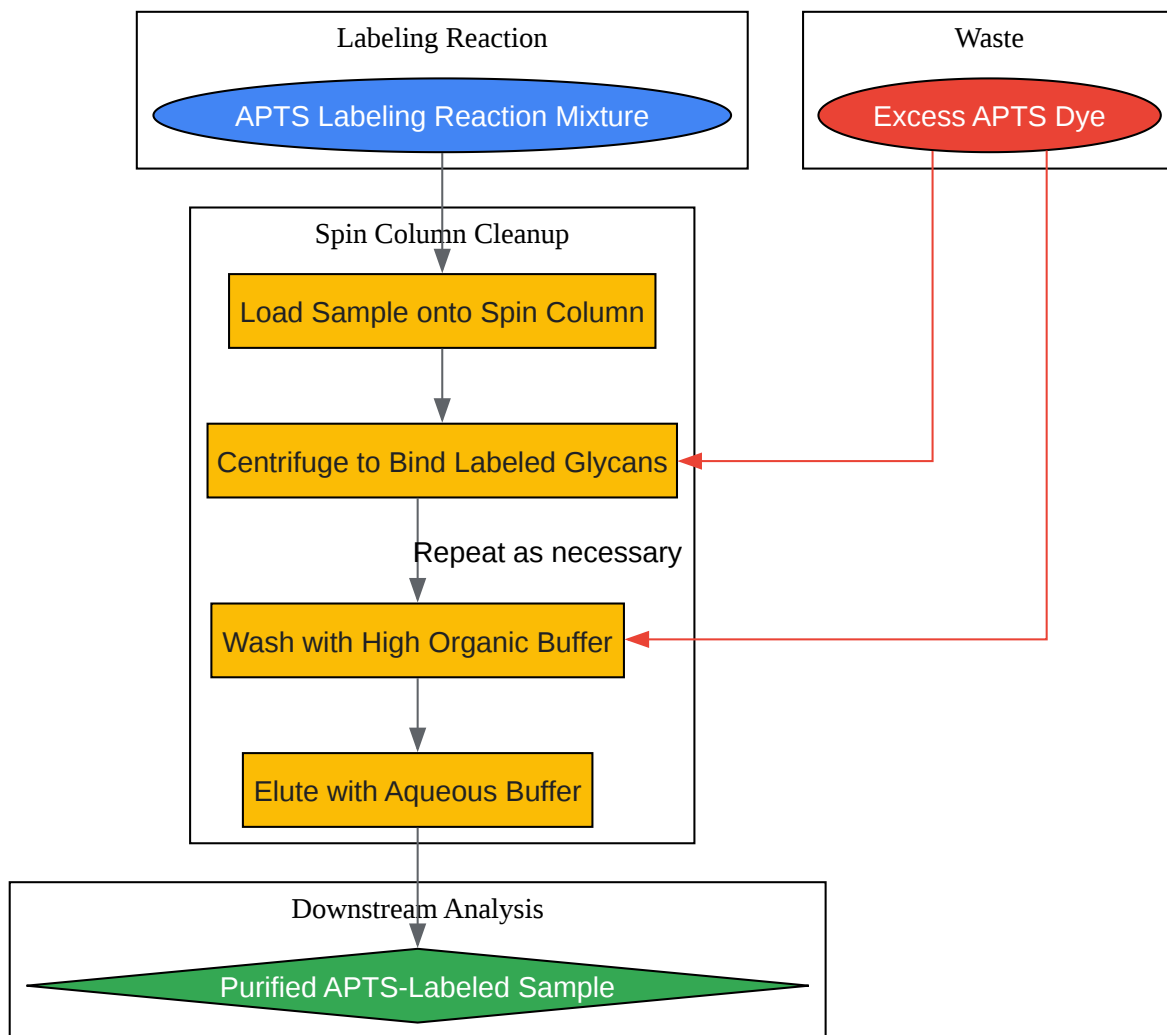 Labeling Reaction
APTS Labeling Reaction Mixture
Waste
Excess APTS Dye
Spin Column Cleanup
Load Sample onto Spin Column
Centrifuge to Bind Labeled Glycans
Repeat as necessary
Wash with High Organic Buffer
Elute with Aqueous Buffer
Downstream Analysis
Purified APTS-Labeled Sample